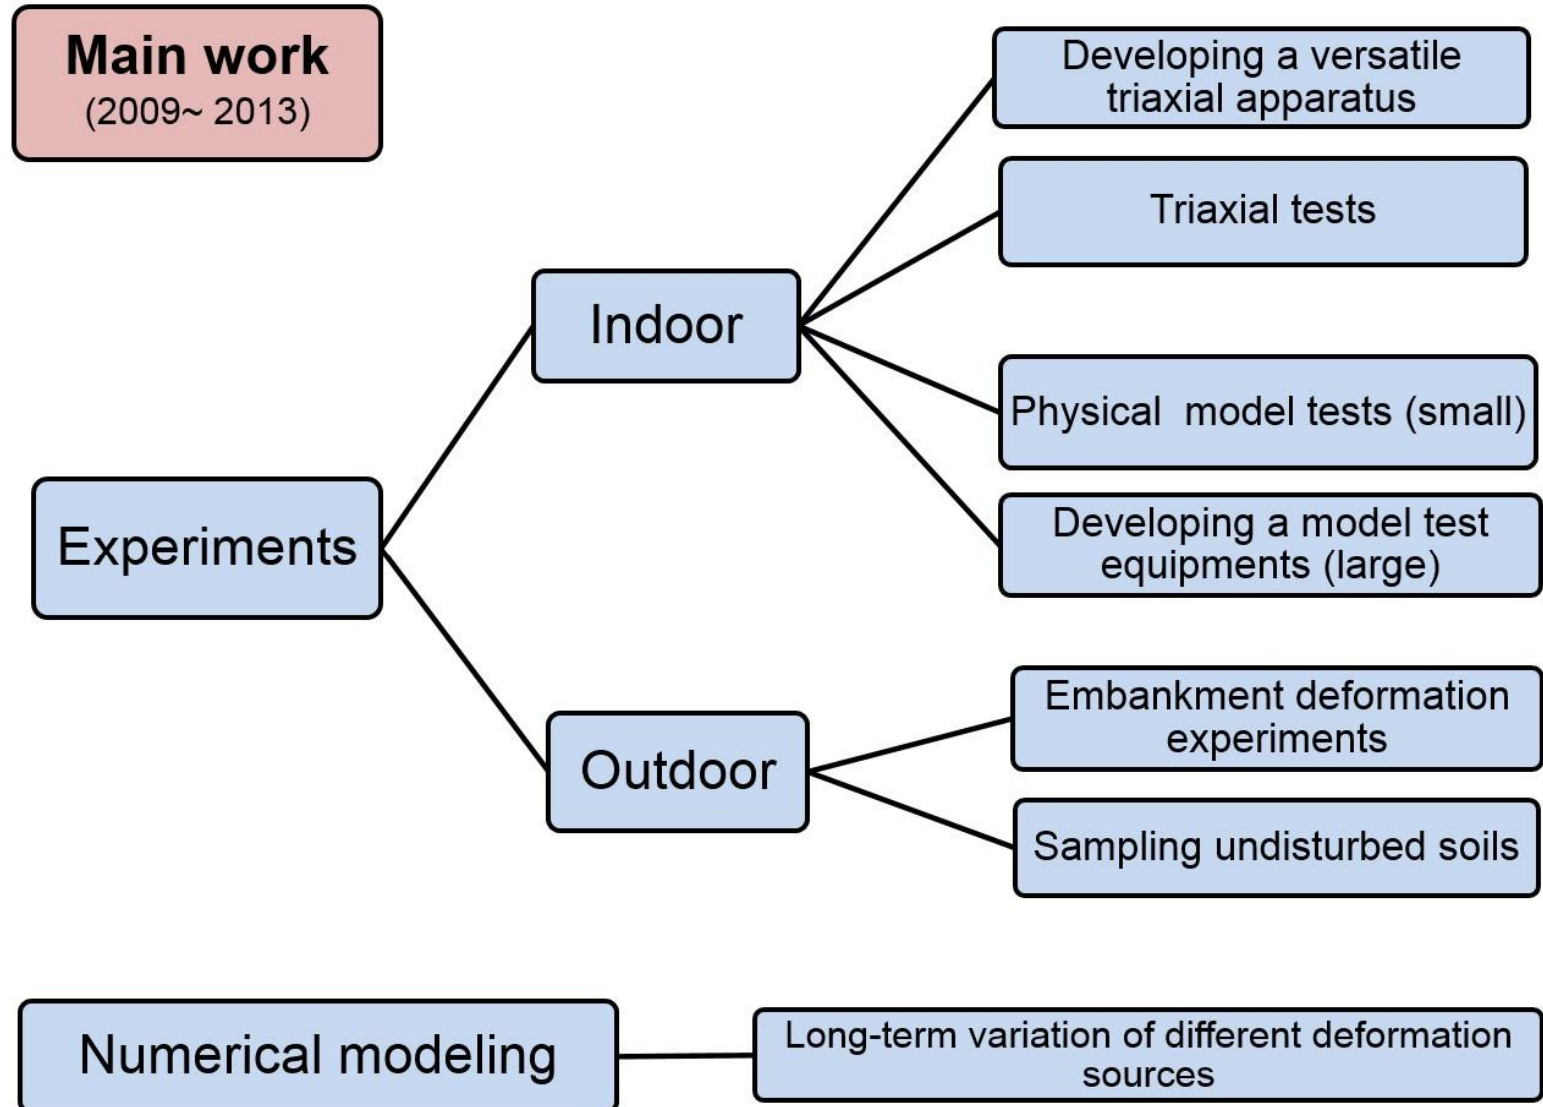 Main work
(2009~ 2013)
Developing a versatile
triaxial apparatus
Triaxial tests
Indoor
Physical  model tests (small)
Developing a model test
equipments (large)
Experiments
Embankment deformation
experiments
Outdoor
Sampling undisturbed soils
Numerical modeling
Long-term variation of different deformation
sources